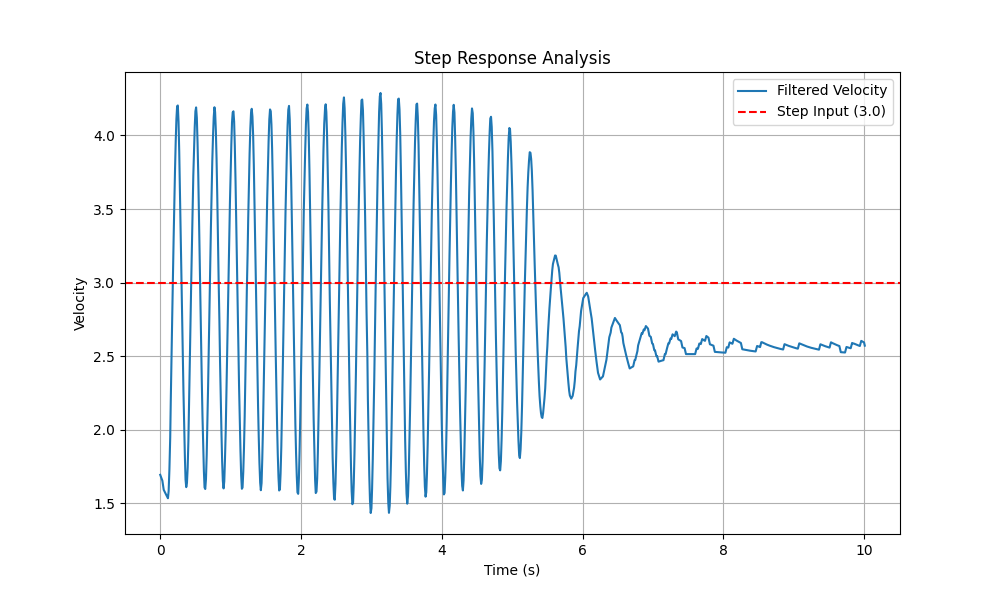 Step Response Analysis
Filtered Velocity
Step Input (3.0)
Velocity
4.0
3.5
3.0
2.5
2.0
1.5
0 2 4 6 8 10
Time (s)